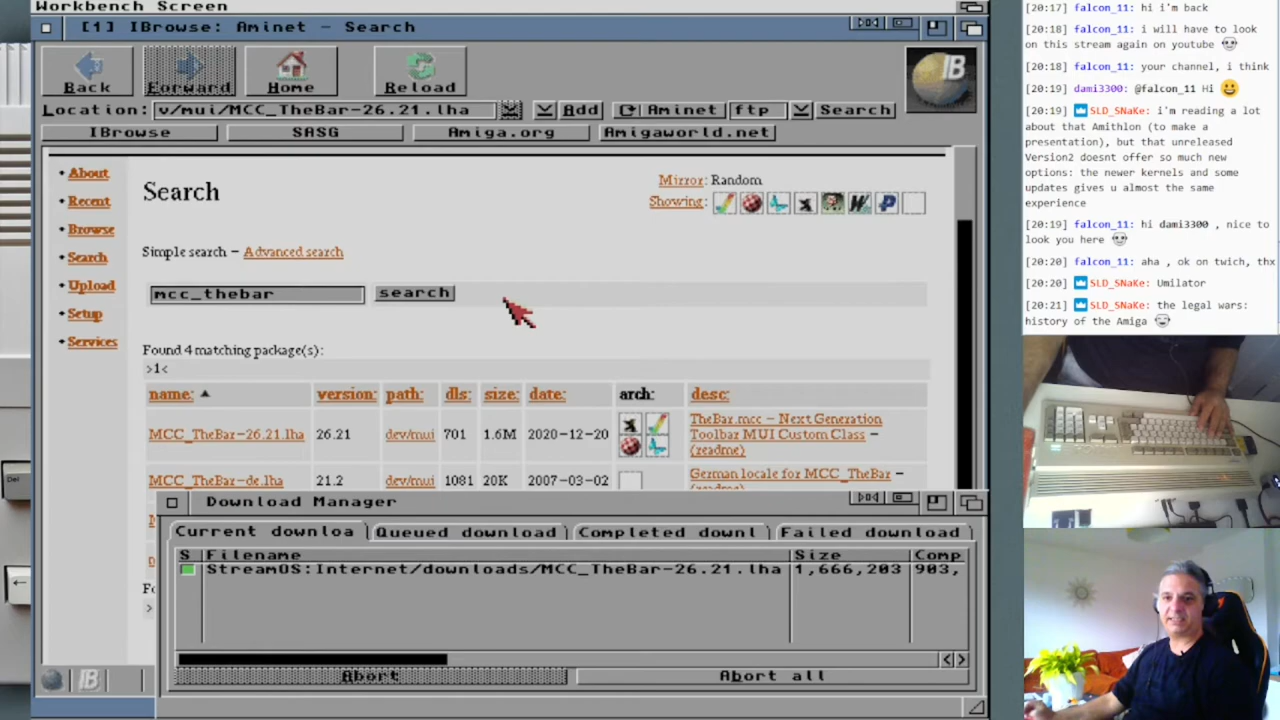 Workbench Screen
[1] IBrowse: Aminet - Search
Back
Forward
Home
Reload
IB
Location: v/mui/MCC_TheBar-26.21.lha
Add
Aminet
ftp
Search
IBrowse
SASG
Amiga.org
Amigaworld.net
About
Recent
Browse
Search
Upload
Setup
Services
Search
Mirror: Random
Showing:
Simple search - Advanced search
mcc_thebar
search
Found 4 matching package(s):
>1<
name: version: path: dls: size: date: arch: desc:
MCC_TheBar-26.21.lha 26.21 dev/mui 701 1.6M 2020-12-20 TheBar.mcc - Next Generation
Toolbar MUI Custom Class -
(readme)
MCC_TheBar-de.lha 21.2 dev/mui 1081 20K 2007-03-02 German locale for MCC_TheBar -
Download Manager
Current downloa
Queued download
Completed downl
Failed download
S Filename Size Comp
StreamOS:Internet/downloads/MCC_TheBar-26.21.lha 1,666,203 903,
Abort
Abort all
IB
Del
[20:17] falcon_11: hi i'm back
[20:18] falcon_11: i will have to look
on this stream again on youtube
[20:18] falcon_11: your channel, i think
[20:19] dami3300: @falcon_11 Hi
[20:19] SLD_SNaKe: i'm reading a lot
about that Amithlon (to make a
presentation), but that unreleased
Version2 doesnt offer so much new
options: the newer kernels and some
updates gives u almost the same
experience
[20:19] falcon_11: hi dami3300 , nice to
look you here
[20:20] falcon_11: aha , ok on twich, thx
[20:20] SLD_SNaKe: Umilator
[20:21] SLD_SNaKe: the legal wars:
history of the Amiga